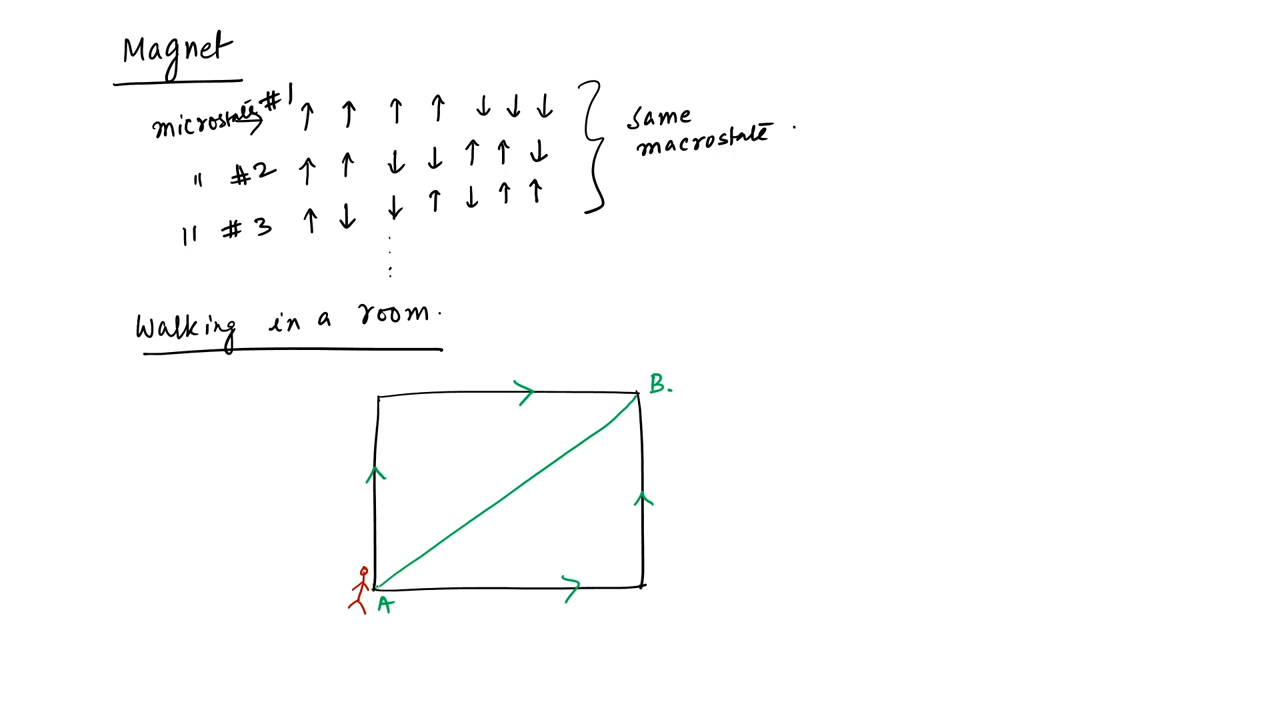 Magnet
microstate #1 → ↑ ↑ ↑ ↑ ↓ ↓ ↓
" #2 ↑ ↑ ↓ ↓ ↑ ↑ ↓
" #3 ↑ ↓ ↓ ↑ ↓ ↑ ↑
same
macrostate.
Walking in a room.
B.
A